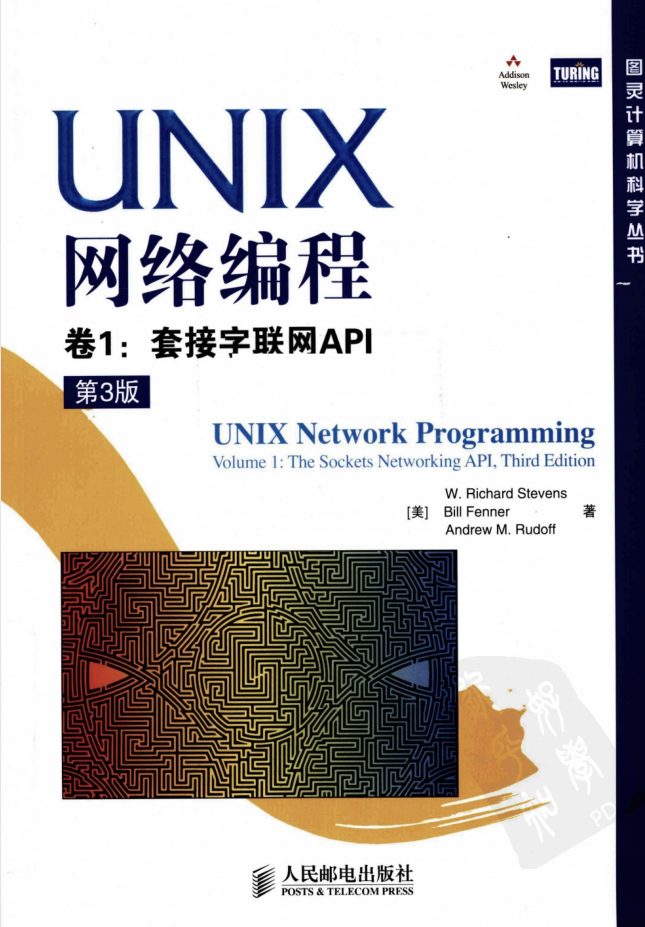 Addison
Wesley
TURING
图灵计算机科学丛书
UNIX
网络编程
卷1：套接字联网API
第3版
UNIX Network Programming
Volume 1: The Sockets Networking API, Third Edition
W. Richard Stevens
[美] Bill Fenner 著
Andrew M. Rudoff
PD
人民邮电出版社
POSTS & TELECOM PRESS